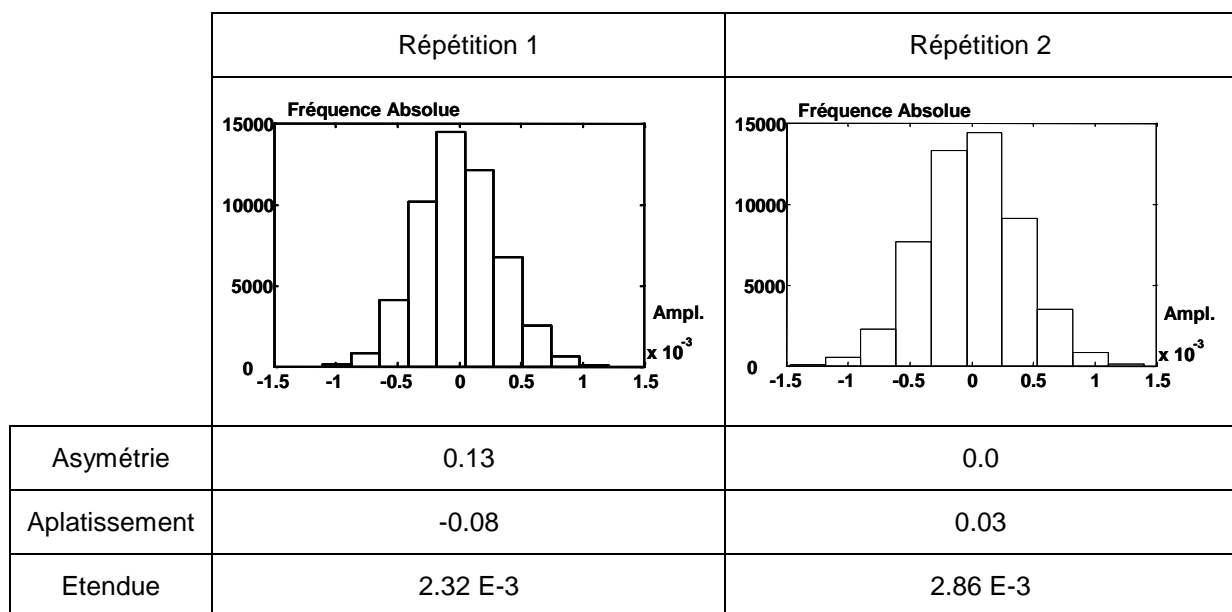 Répétition 1 Répétition 2
Fréquence Absolue
15000
10000
5000
0
-1.5 -1 -0.5 0 0.5 1 1.5
Ampl.
x 10-3
Fréquence Absolue
15000
10000
5000
0
-1.5 -1 -0.5 0 0.5 1 1.5
Ampl.
x 10-3
Asymétrie 0.13 0.0
Aplatissement -0.08 0.03
Etendue 2.32 E-3 2.86 E-3